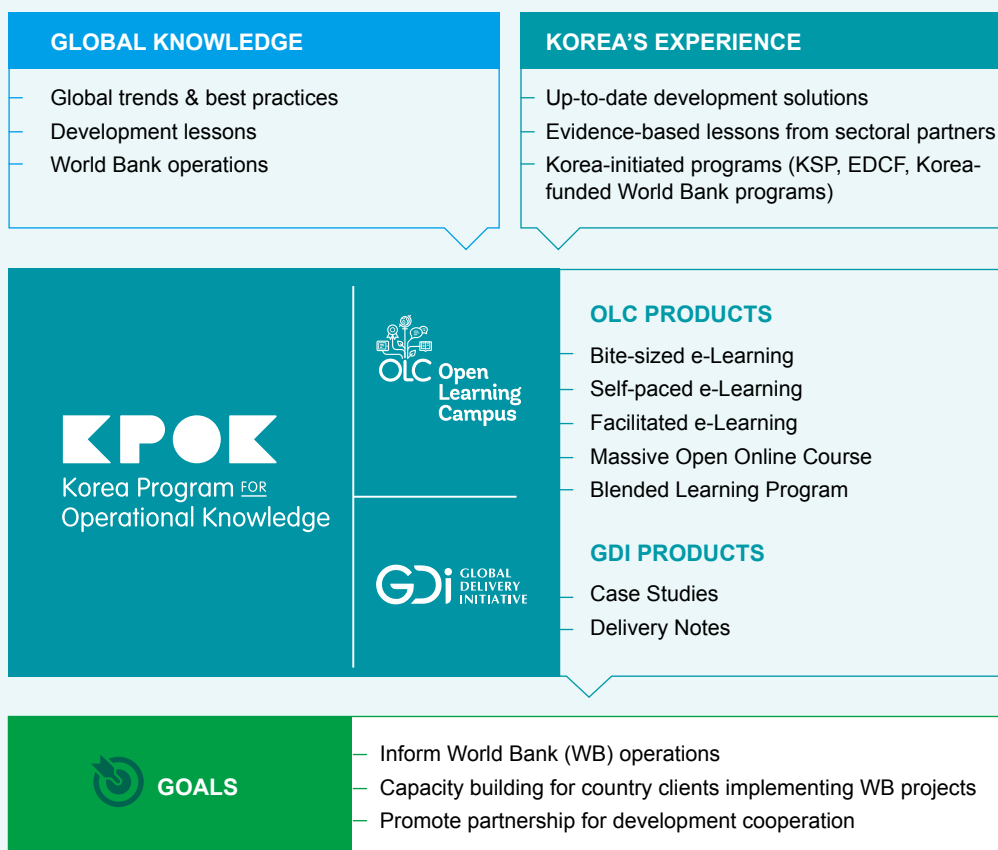 GLOBAL KNOWLEDGE
Global trends & best practices
Development lessons
World Bank operations
KOREA’S EXPERIENCE
Up-to-date development solutions
Evidence-based lessons from sectoral partners
Korea-initiated programs (KSP, EDCF, Korea-
funded World Bank programs)
KPOK
Korea Program FOR
Operational Knowledge
OLC Open
Learning
Campus
GDi GLOBAL
DELIVERY
INITIATIVE
OLC PRODUCTS
Bite-sized e-Learning
Self-paced e-Learning
Facilitated e-Learning
Massive Open Online Course
Blended Learning Program
GDI PRODUCTS
Case Studies
Delivery Notes
GOALS
Inform World Bank (WB) operations
Capacity building for country clients implementing WB projects
Promote partnership for development cooperation